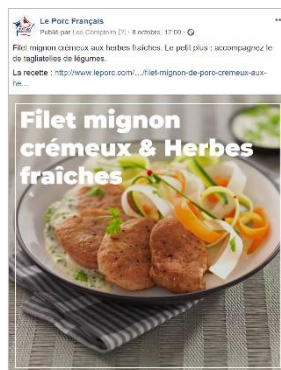 Le Porc Français
Publié par Les Comptoirs [?] · 8 octobre, 17:00 ·
Filet mignon crémeux aux herbes fraîches. Le petit plus : accompagnez le
de tagliatelles de légumes.
La recette : http://www.leporc.com/.../filet-mignon-de-porc-cremeux-aux-
he...
Filet mignon
crémeux & Herbes
fraîches